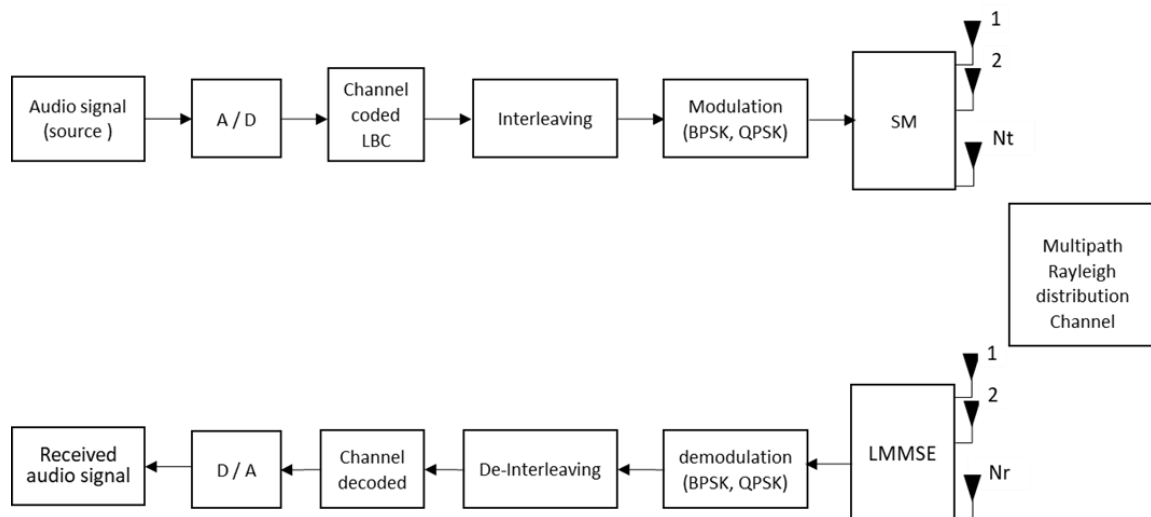 Audio signal
(source )
A / D
Channel
coded
LBC
Interleaving
Modulation
(BPSK, QPSK)
SM
1
2
Nt
Multipath
Rayleigh
distribution
Channel
Received
audio signal
D / A
Channel
decoded
De-Interleaving
demodulation
(BPSK, QPSK)
LMMSE
1
2
Nr